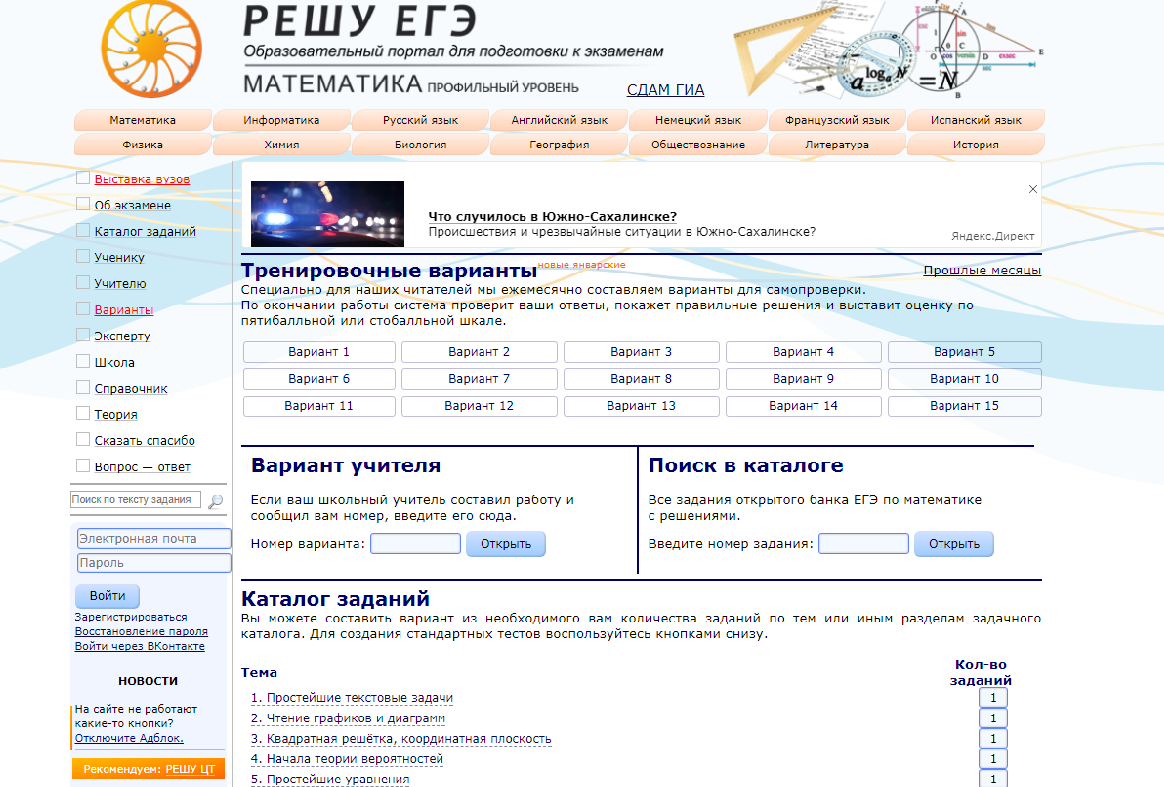 РЕШУ ЕГЭ
Образовательный портал для подготовки к экзаменам
МАТЕМАТИКА ПРОФИЛЬНЫЙ УРОВЕНЬ
СДАМ ГИА
Математика
Информатика
Русский язык
Английский язык
Немецкий язык
Французский язык
Испанский язык
Физика
Химия
Биология
География
Обществознание
Литература
История
Выставка вузов
Об экзамене
Каталог заданий
Ученику
Учителю
Варианты
Эксперту
Школа
Справочник
Теория
Сказать спасибо
Вопрос — ответ
Поиск по тексту задания
Электронная почта
Пароль
Войти
Зарегистрироваться
Восстановление пароля
Войти через ВКонтакте
НОВОСТИ
На сайте не работают
какие-то кнопки?
Отключите Адблок.
Рекомендуем: РЕШУ ЦТ
Что случилось в Южно-Сахалинске?
Происшествия и чрезвычайные ситуации в Южно-Сахалинске?
Яндекс.Директ
Тренировочные варианты новые январские
Прошлые месяцы
Специально для наших читателей мы ежемесячно составляем варианты для самопроверки.
По окончании работы система проверит ваши ответы, покажет правильные решения и выставит оценку по
пятибалльной или стобалльной шкале.
Вариант 1
Вариант 2
Вариант 3
Вариант 4
Вариант 5
Вариант 6
Вариант 7
Вариант 8
Вариант 9
Вариант 10
Вариант 11
Вариант 12
Вариант 13
Вариант 14
Вариант 15
Вариант учителя
Если ваш школьный учитель составил работу и
сообщил вам номер, введите его сюда.
Номер варианта:
Открыть
Поиск в каталоге
Все задания открытого банка ЕГЭ по математике
с решениями.
Введите номер задания:
Открыть
Каталог заданий
Вы можете составить вариант из необходимого вам количества заданий по тем или иным разделам задачного
каталога. Для создания стандартных тестов воспользуйтесь кнопками снизу.
Тема
Кол-во
заданий
1. Простейшие текстовые задачи
1
2. Чтение графиков и диаграмм
1
3. Квадратная решётка, координатная плоскость
1
4. Начала теории вероятностей
1
5. Простейшие уравнения
1